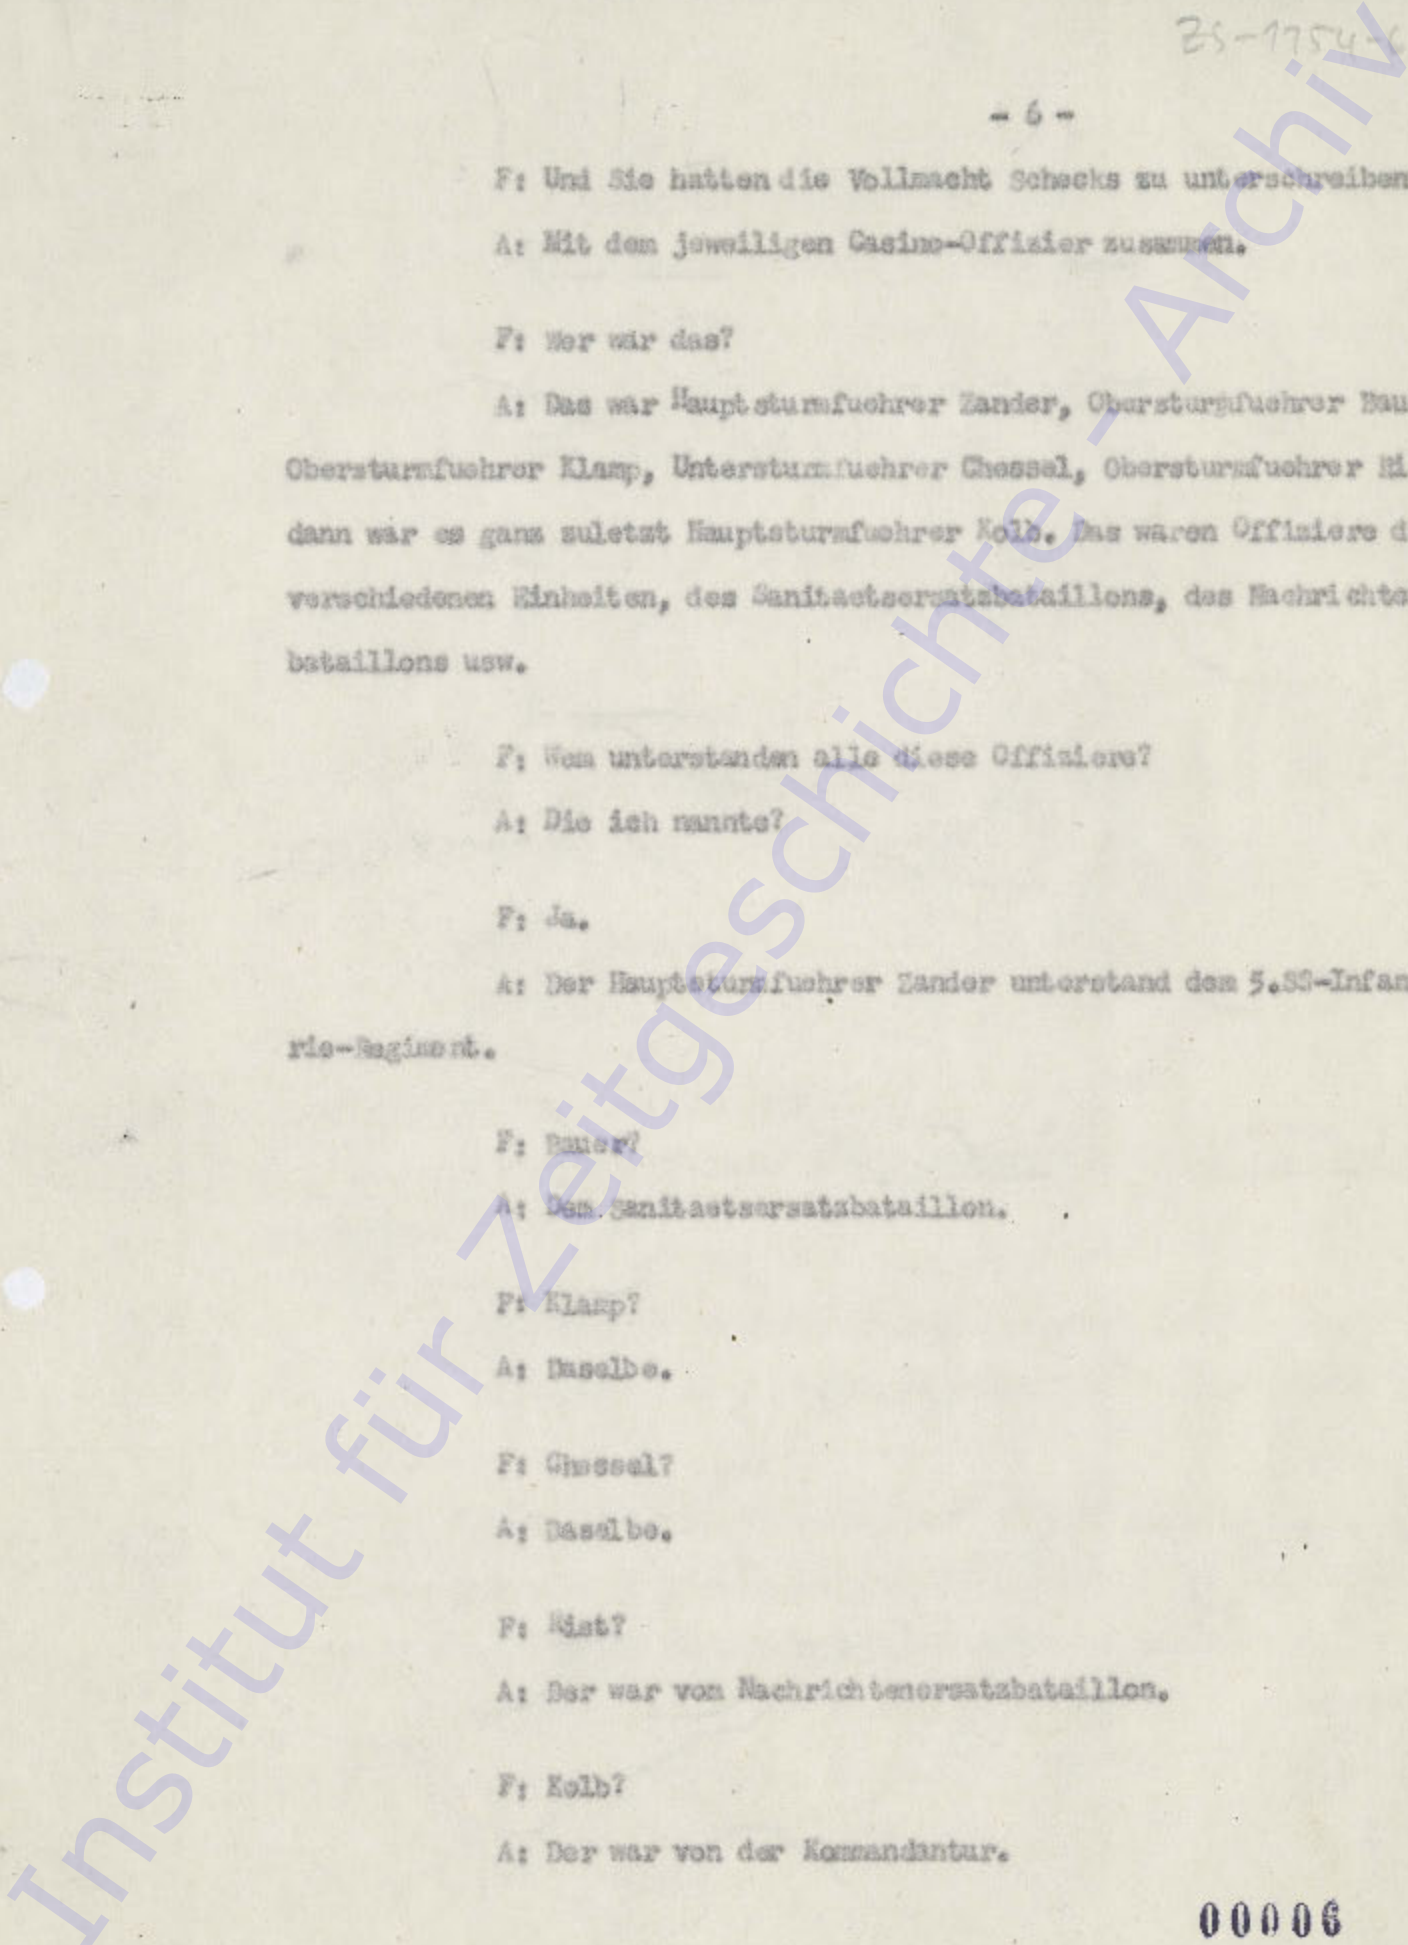 ZS-1754-6
- 6 -
F: Und Sie hatten die Vollmacht Schecks zu unterschreiben
A: Mit dem jeweiligen Casino-Offizier zusammen.
F: Wer war das?
A: Das war Hauptsturmfuehrer Zander, Obersturmfuehrer Bau
Obersturmfuehrer Klamp, Untersturmfuehrer Ghessel, Obersturmfuehrer Ri
dann war es ganz zuletzt Hauptsturmfuehrer Kolb. Das waren Offiziere d
verschiedenen Einheiten, des Sanitaetsersatzbataillons, des Nachrichte
bataillons usw.
F: Wem unterstanden alle diese Offiziere?
A: Die ich nannte?
F: Ja.
A: Der Hauptsturmfuehrer Zander unterstand dem 5.SS-Infan
rie-Regiment.
F: Bauer?
A: Dem Sanitaetsersatzbataillon.
F: Klamp?
A: Daselbe.
F: Ghessel?
A: Daselbe.
F: Rist?
A: Der war vom Nachrichtenersatzbataillon.
F: Kolb?
A: Der war von der Kommandantur.
00006
Institut für Zeitgeschichte - Archiv